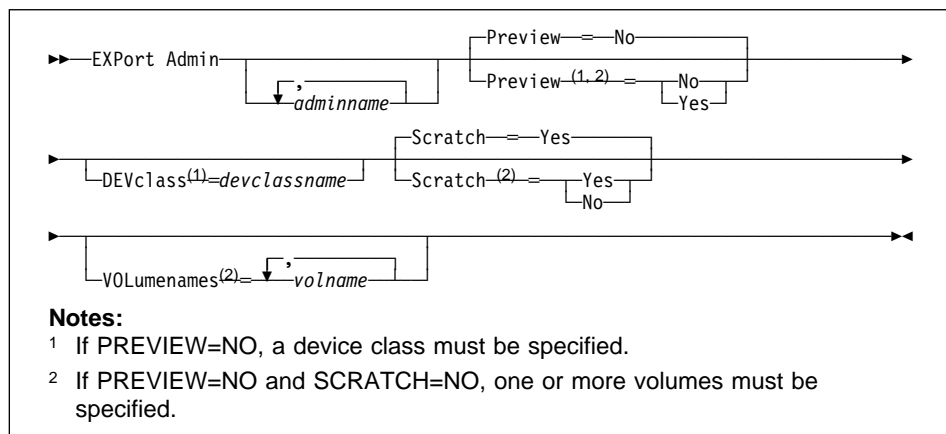 Preview = No
EXPort Admin
Preview (1, 2) = No
,
adminname
Yes
Scratch = Yes
DEVclass(1)=devclassname
Scratch (2) = Yes
No
,
VOLumenames(2)= volname
Notes:
1 If PREVIEW=NO, a device class must be specified.
2 If PREVIEW=NO and SCRATCH=NO, one or more volumes must be
specified.